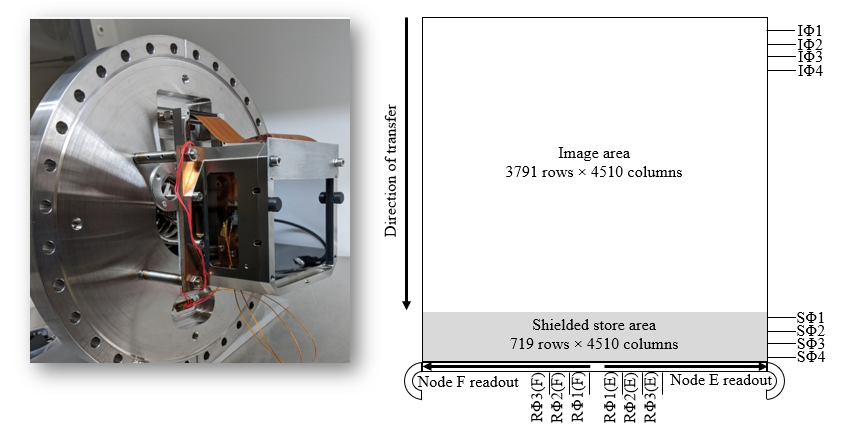 IΦ1
IΦ2
IΦ3
IΦ4
Direction of transfer
Image area
3791 rows × 4510 columns
SΦ1
SΦ2
SΦ3
SΦ4
Shielded store area
719 rows × 4510 columns
Node F readout
Node E readout
RΦ3(F)
RΦ2(F)
RΦ1(F)
RΦ1(E)
RΦ2(E)
RΦ3(E)